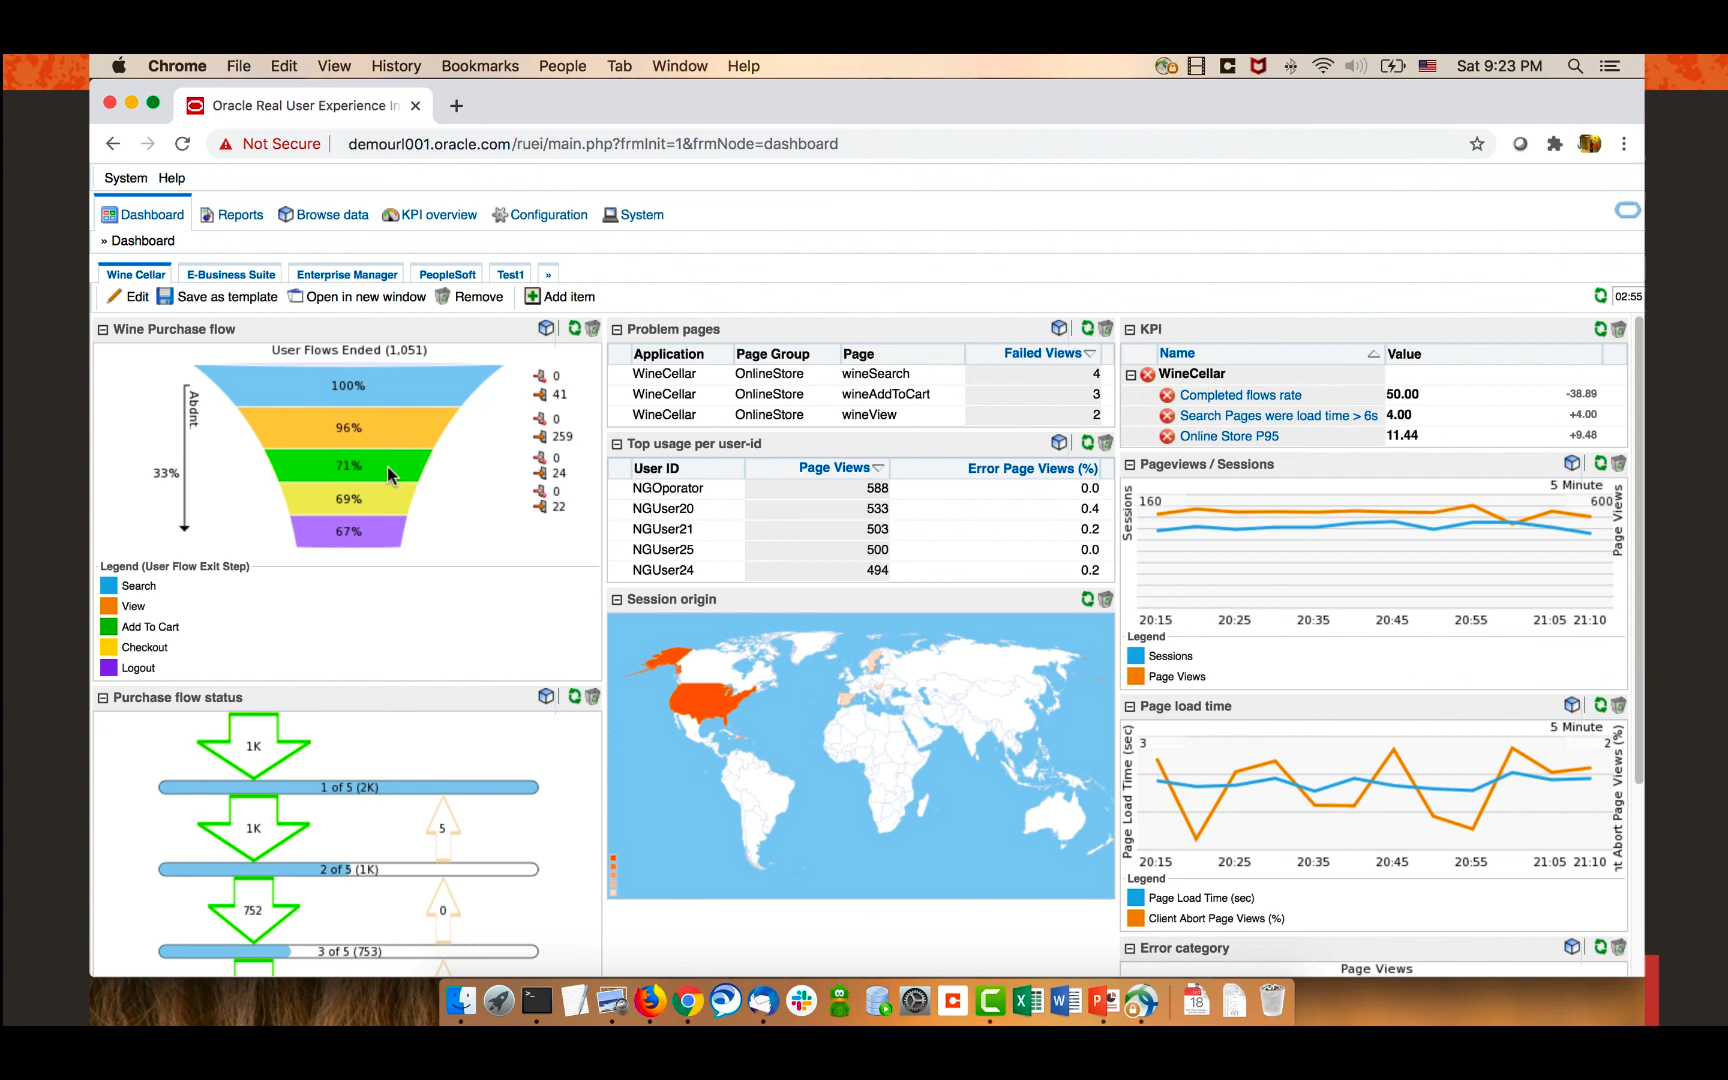 Chrome File Edit View History Bookmarks People Tab Window Help Sat 9:23 PM
Oracle Real User Experience In
Not Secure demourl001.oracle.com/ruei/main.php?frmInit=1&frmNode=dashboard
System Help
Dashboard Reports Browse data KPI overview Configuration System
» Dashboard
Wine Cellar E-Business Suite Enterprise Manager PeopleSoft Test1 »
Edit Save as template Open in new window Remove Add item 02:55
Wine Purchase flow
User Flows Ended (1,051)
Abdnt.
33%
100%
96%
71%
69%
67%
0
41
0
259
0
24
0
22
Legend (User Flow Exit Step)
Search
View
Add To Cart
Checkout
Logout
Purchase flow status
1K
1 of 5 (2K)
1K 5
2 of 5 (1K)
752 0
3 of 5 (753)
Problem pages
Application Page Group Page Failed Views
WineCellar OnlineStore wineSearch 4
WineCellar OnlineStore wineAddToCart 3
WineCellar OnlineStore wineView 2
Top usage per user-id
User ID Page Views Error Page Views (%)
NGOporator 588 0.0
NGUser20 533 0.4
NGUser21 503 0.2
NGUser25 500 0.0
NGUser24 494 0.2
Session origin
KPI
Name Value
WineCellar
Completed flows rate 50.00 -38.89
Search Pages were load time > 6s 4.00 +4.00
Online Store P95 11.44 +9.48
Pageviews / Sessions
5 Minute
Sessions 160 600 Page Views
20:15 20:25 20:35 20:45 20:55 21:05 21:10
Legend
Sessions
Page Views
Page load time
5 Minute
Page Load Time (sec) 3 2 nt Abort Page Views (%)
20:15 20:25 20:35 20:45 20:55 21:05 21:10
Legend
Page Load Time (sec)
Client Abort Page Views (%)
Error category
Page Views
18